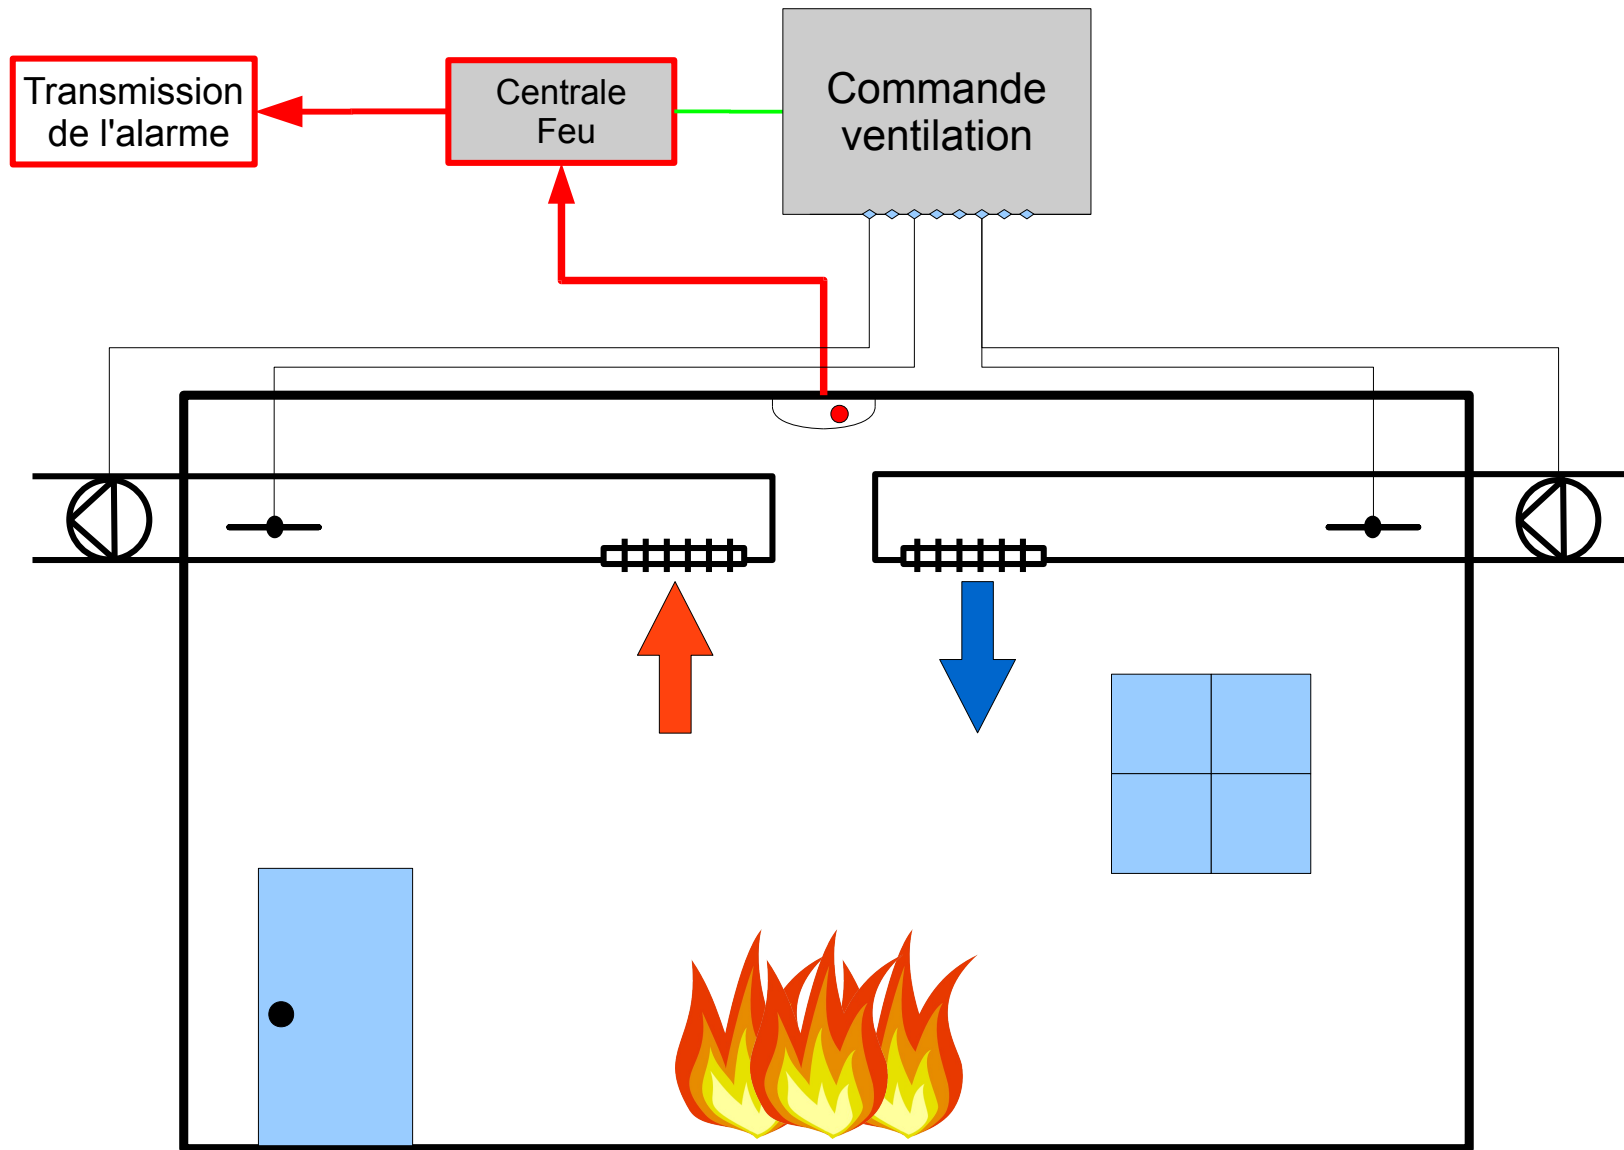 Transmission
de l'alarme
Centrale
Feu
Commande
ventilation